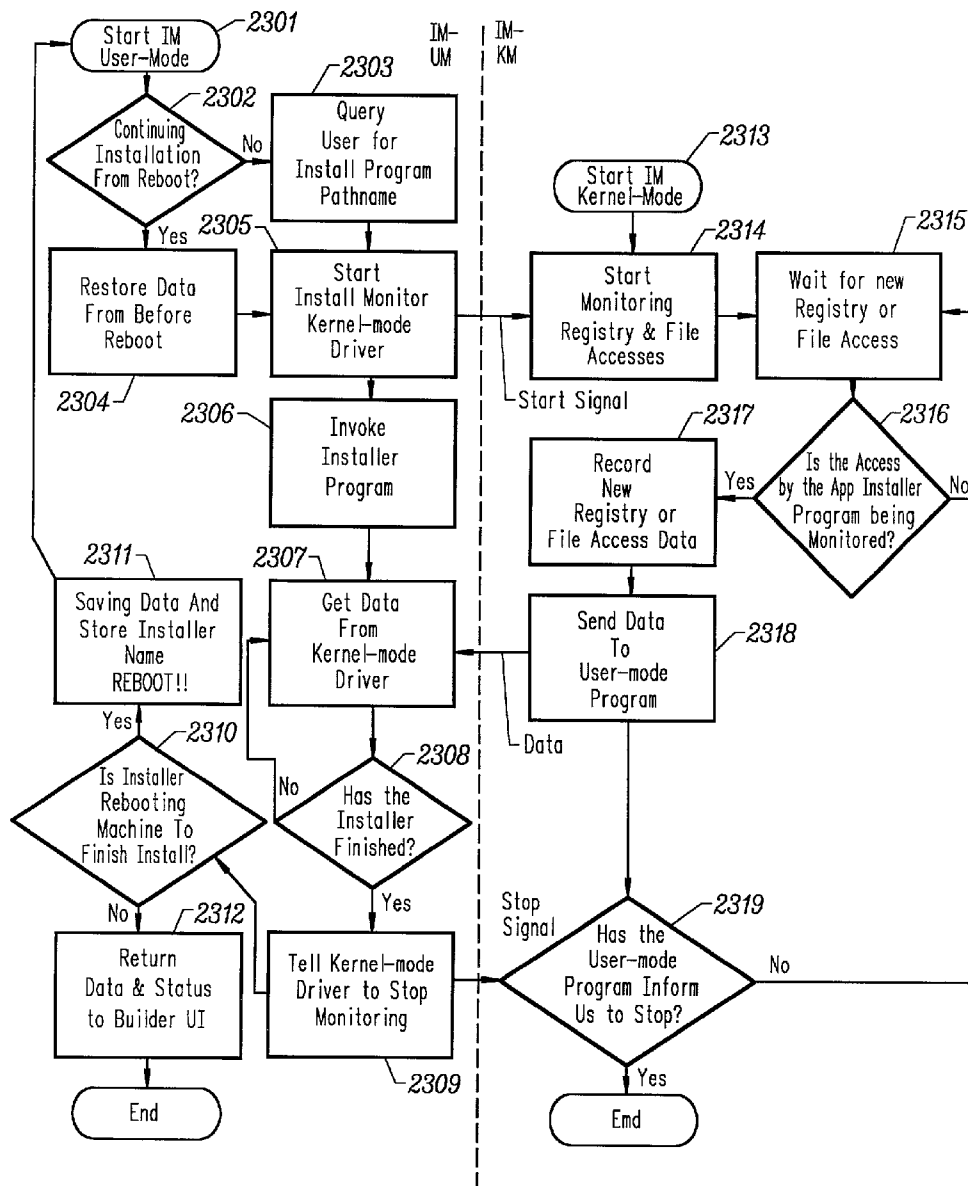 2301
Start IM
User-Mode
IM-
UM
IM-
KM
2302
Continuing
Installation
From Reboot?
No
Yes
2303
Query
User for
Install Program
Pathname
2313
Start IM
Kernel-Mode
2304
Restore Data
From Before
Reboot
2305
Start
Install Monitor
Kernel-mode
Driver
Start Signal
2314
Start
Monitoring
Registry & File
Accesses
2315
Wait for new
Registry or
File Access
2306
Invoke
Installer
Program
2317
Record
New
Registry or
File Access Data
2316
Is the Access
by the App Installer
Program being
Monitored?
Yes
No
2311
Saving Data And
Store Installer
Name
REBOOT!!
2307
Get Data
From
Kernel-mode
Driver
2318
Send Data
To
User-mode
Program
Data
Yes
2310
Is Installer
Rebooting
Machine To
Finish Install?
No
2308
Has the
Installer
Finished?
No
Yes
2312
Return
Data & Status
to Builder UI
End
Tell Kernel-mode
Driver to Stop
Monitoring
2309
Stop
Signal
2319
Has the
User-mode
Program Inform
Us to Stop?
No
Yes
Emd